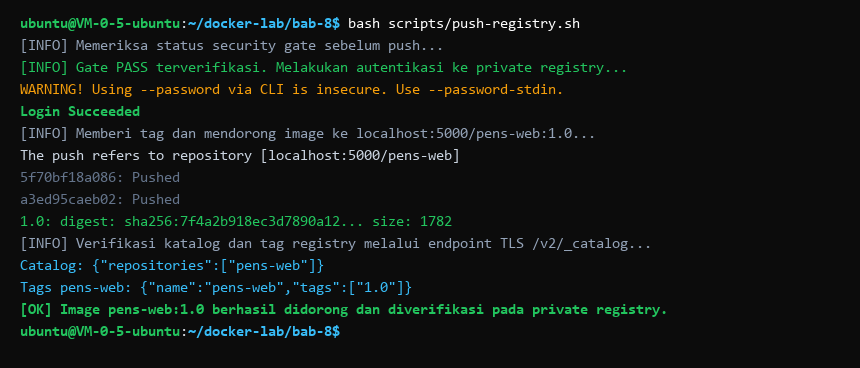 ubuntu@VM-0-5-ubuntu:~/docker-lab/bab-8$ bash scripts/push-registry.sh
[INFO] Memeriksa status security gate sebelum push...
[INFO] Gate PASS terverifikasi. Melakukan autentikasi ke private registry...
WARNING! Using --password via CLI is insecure. Use --password-stdin.
Login Succeeded
[INFO] Memberi tag dan mendorong image ke localhost:5000/pens-web:1.0...
The push refers to repository [localhost:5000/pens-web]
5f70bf18a086: Pushed
a3ed95caeb02: Pushed
1.0: digest: sha256:7f4a2b918ec3d7890a12... size: 1782
[INFO] Verifikasi katalog dan tag registry melalui endpoint TLS /v2/_catalog...
Catalog: {"repositories":["pens-web"]}
Tags pens-web: {"name":"pens-web","tags":["1.0"]}
[OK] Image pens-web:1.0 berhasil didorong dan diverifikasi pada private registry.
ubuntu@VM-0-5-ubuntu:~/docker-lab/bab-8$